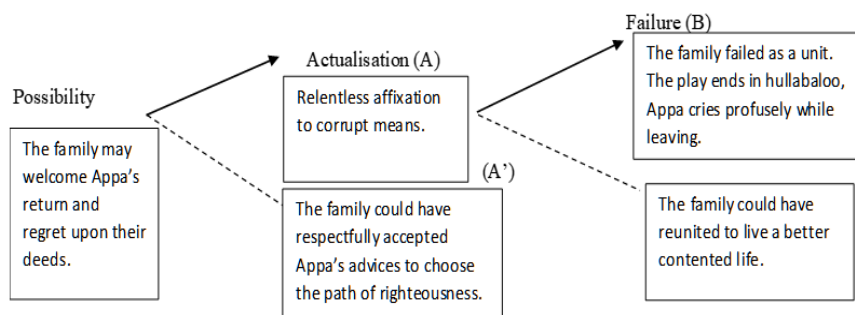 Possibility
The family may
welcome Appa's
return and
regret upon their
deeds.
Actualisation (A)
Relentless affixation
to corrupt means.
(A')
The family could have
respectfully accepted
Appa's advices to choose
the path of righteousness.
Failure (B)
The family failed as a unit.
The play ends in hullabaloo,
Appa cries profusely while
leaving.
The family could have
reunited to live a better
contented life.